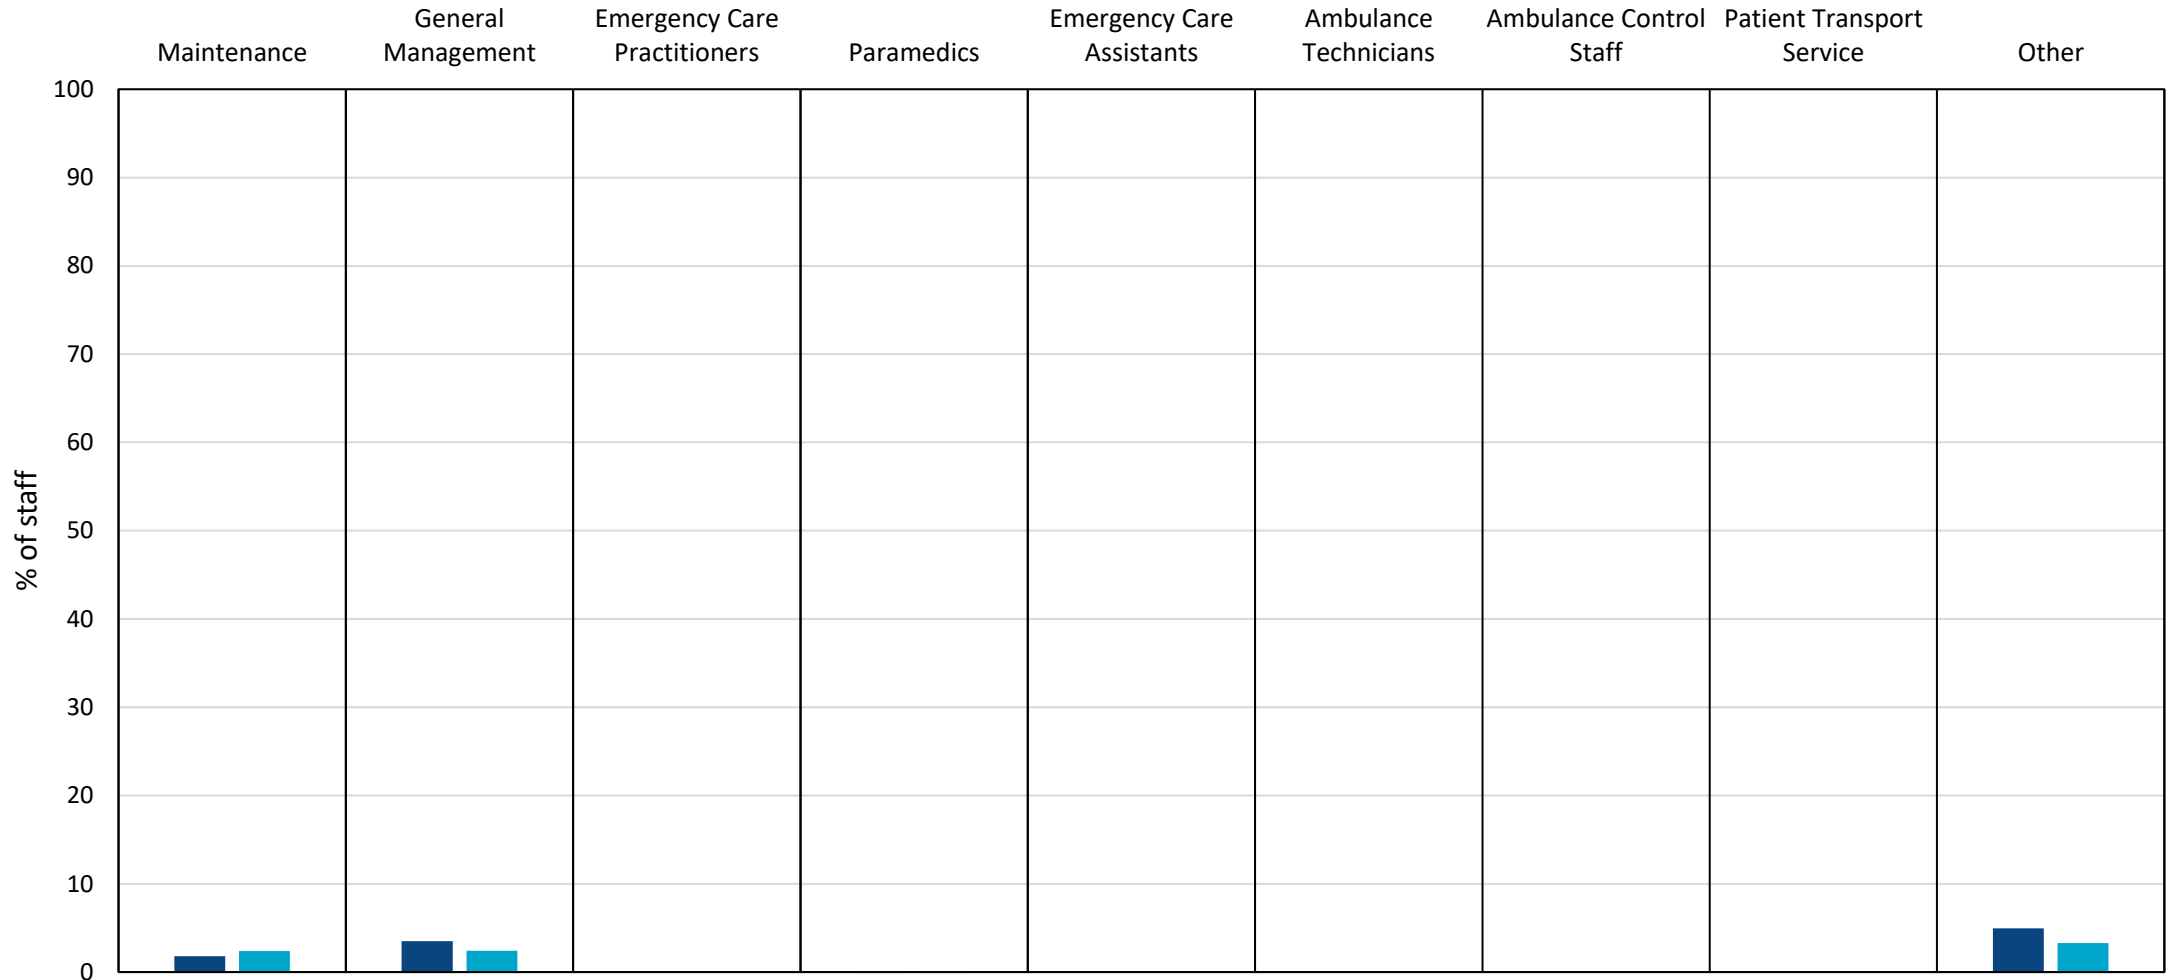 Maintenance
General
Management
Emergency Care
Practitioners
Paramedics
Emergency Care
Assistants
Ambulance
Technicians
Ambulance Control
Staff
Patient Transport
Service
Other
100
90
80
70
60
50
40
30
20
10
0
% of staff